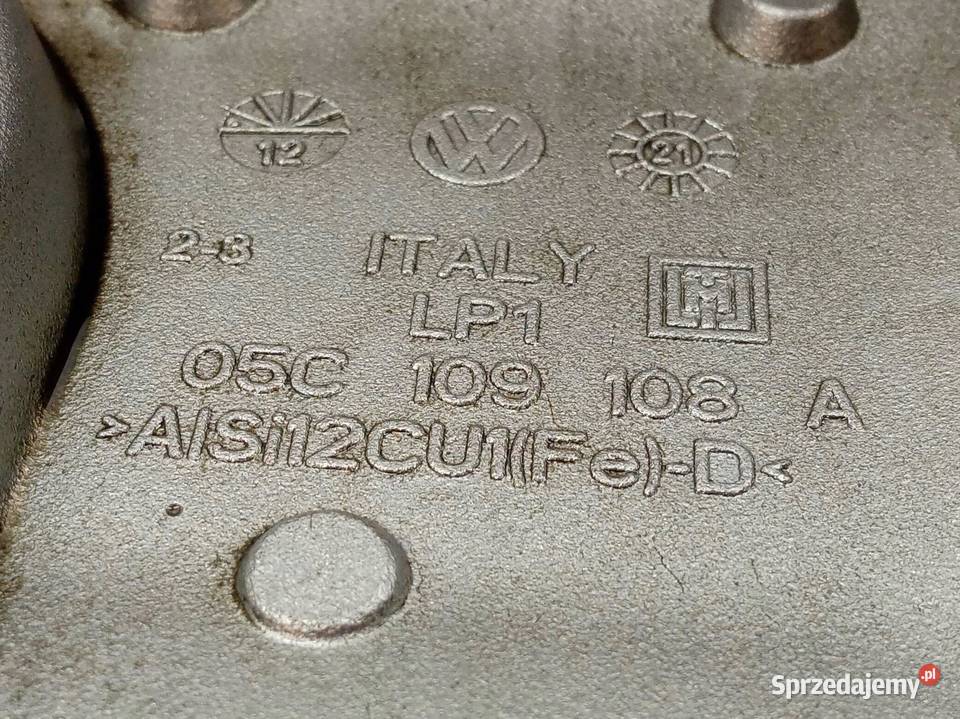 12
21
2-3
ITALY
LP1
05C 109 108 A
>AlSi12CU1(Fe)-D<
Sprzedajemy.pl